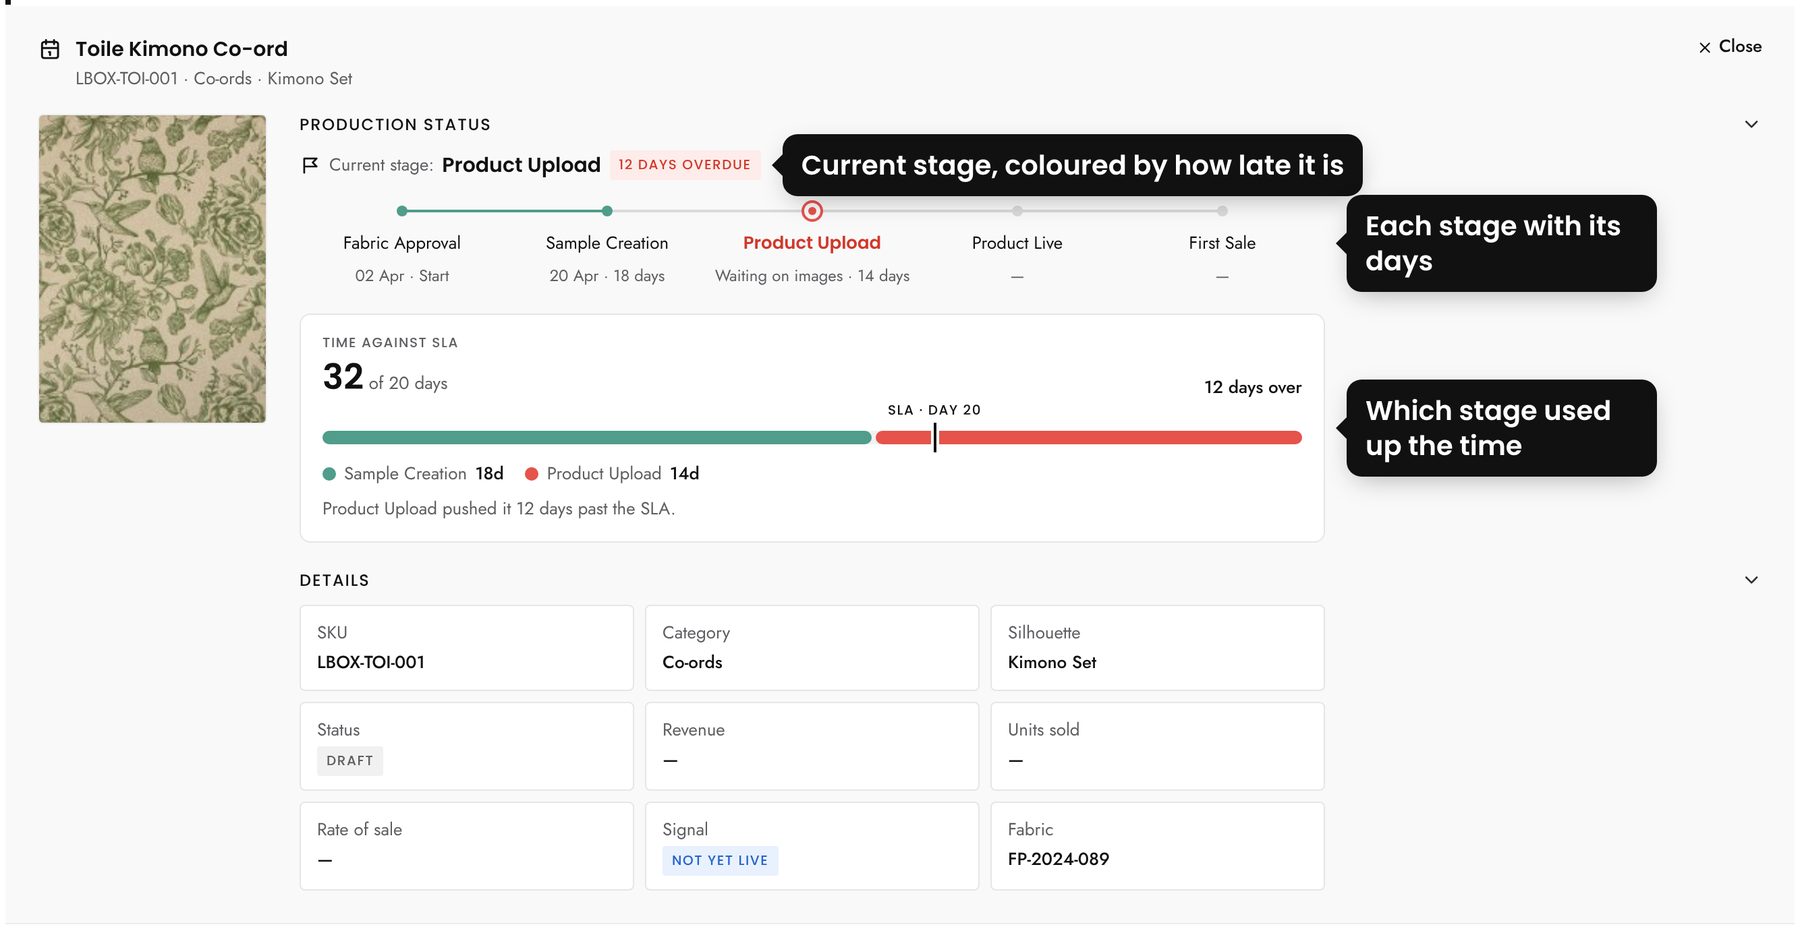 Toile Kimono Co-ord
Close
LBOX-TOI-001 · Co-ords · Kimono Set
PRODUCTION STATUS
Current stage: Product Upload 12 DAYS OVERDUE
Current stage, coloured by how late it is
Fabric Approval
Sample Creation
Product Upload
Product Live
First Sale
02 Apr · Start
20 Apr · 18 days
Waiting on images · 14 days
—
—
Each stage with its
days
TIME AGAINST SLA
32 of 20 days
12 days over
SLA · DAY 20
Sample Creation 18d
Product Upload 14d
Product Upload pushed it 12 days past the SLA.
Which stage used
up the time
DETAILS
SKU
LBOX-TOI-001
Category
Co-ords
Silhouette
Kimono Set
Status
DRAFT
Revenue
—
Units sold
—
Rate of sale
—
Signal
NOT YET LIVE
Fabric
FP-2024-089